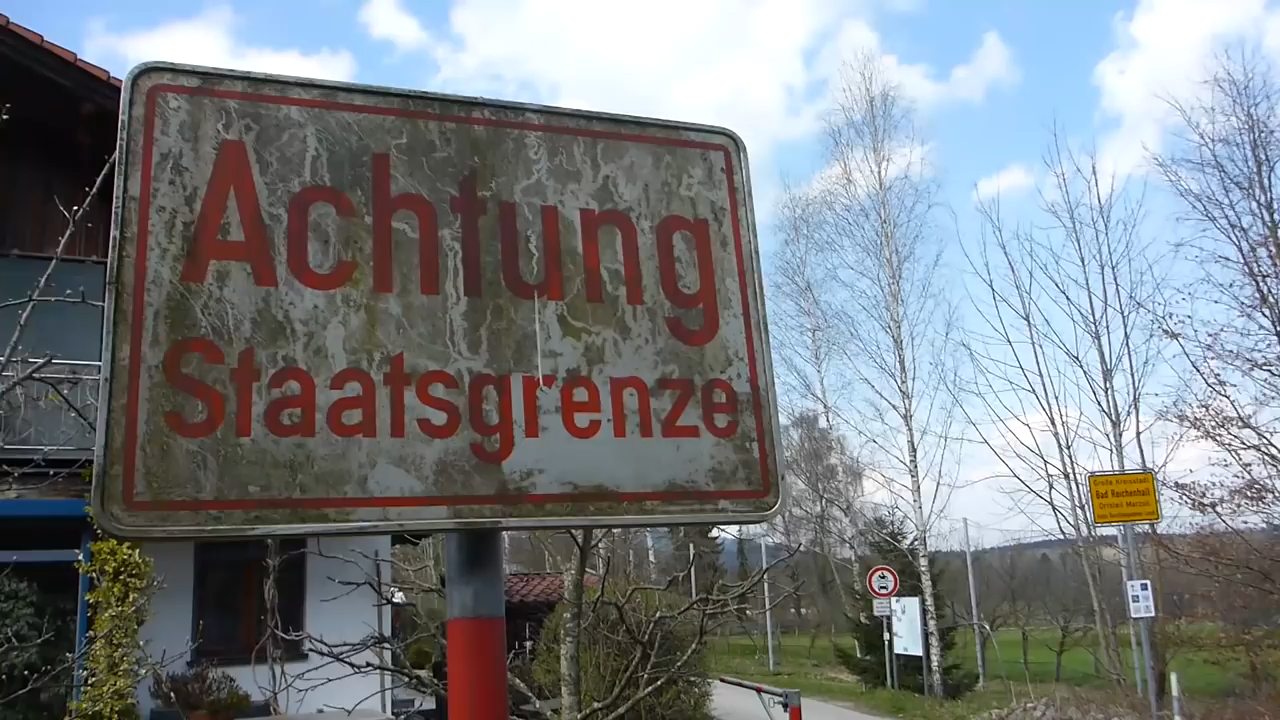 Achtung
Staatsgrenze
Große Kreisstadt
Bad Reichenhall
Ortsteil Marzoll